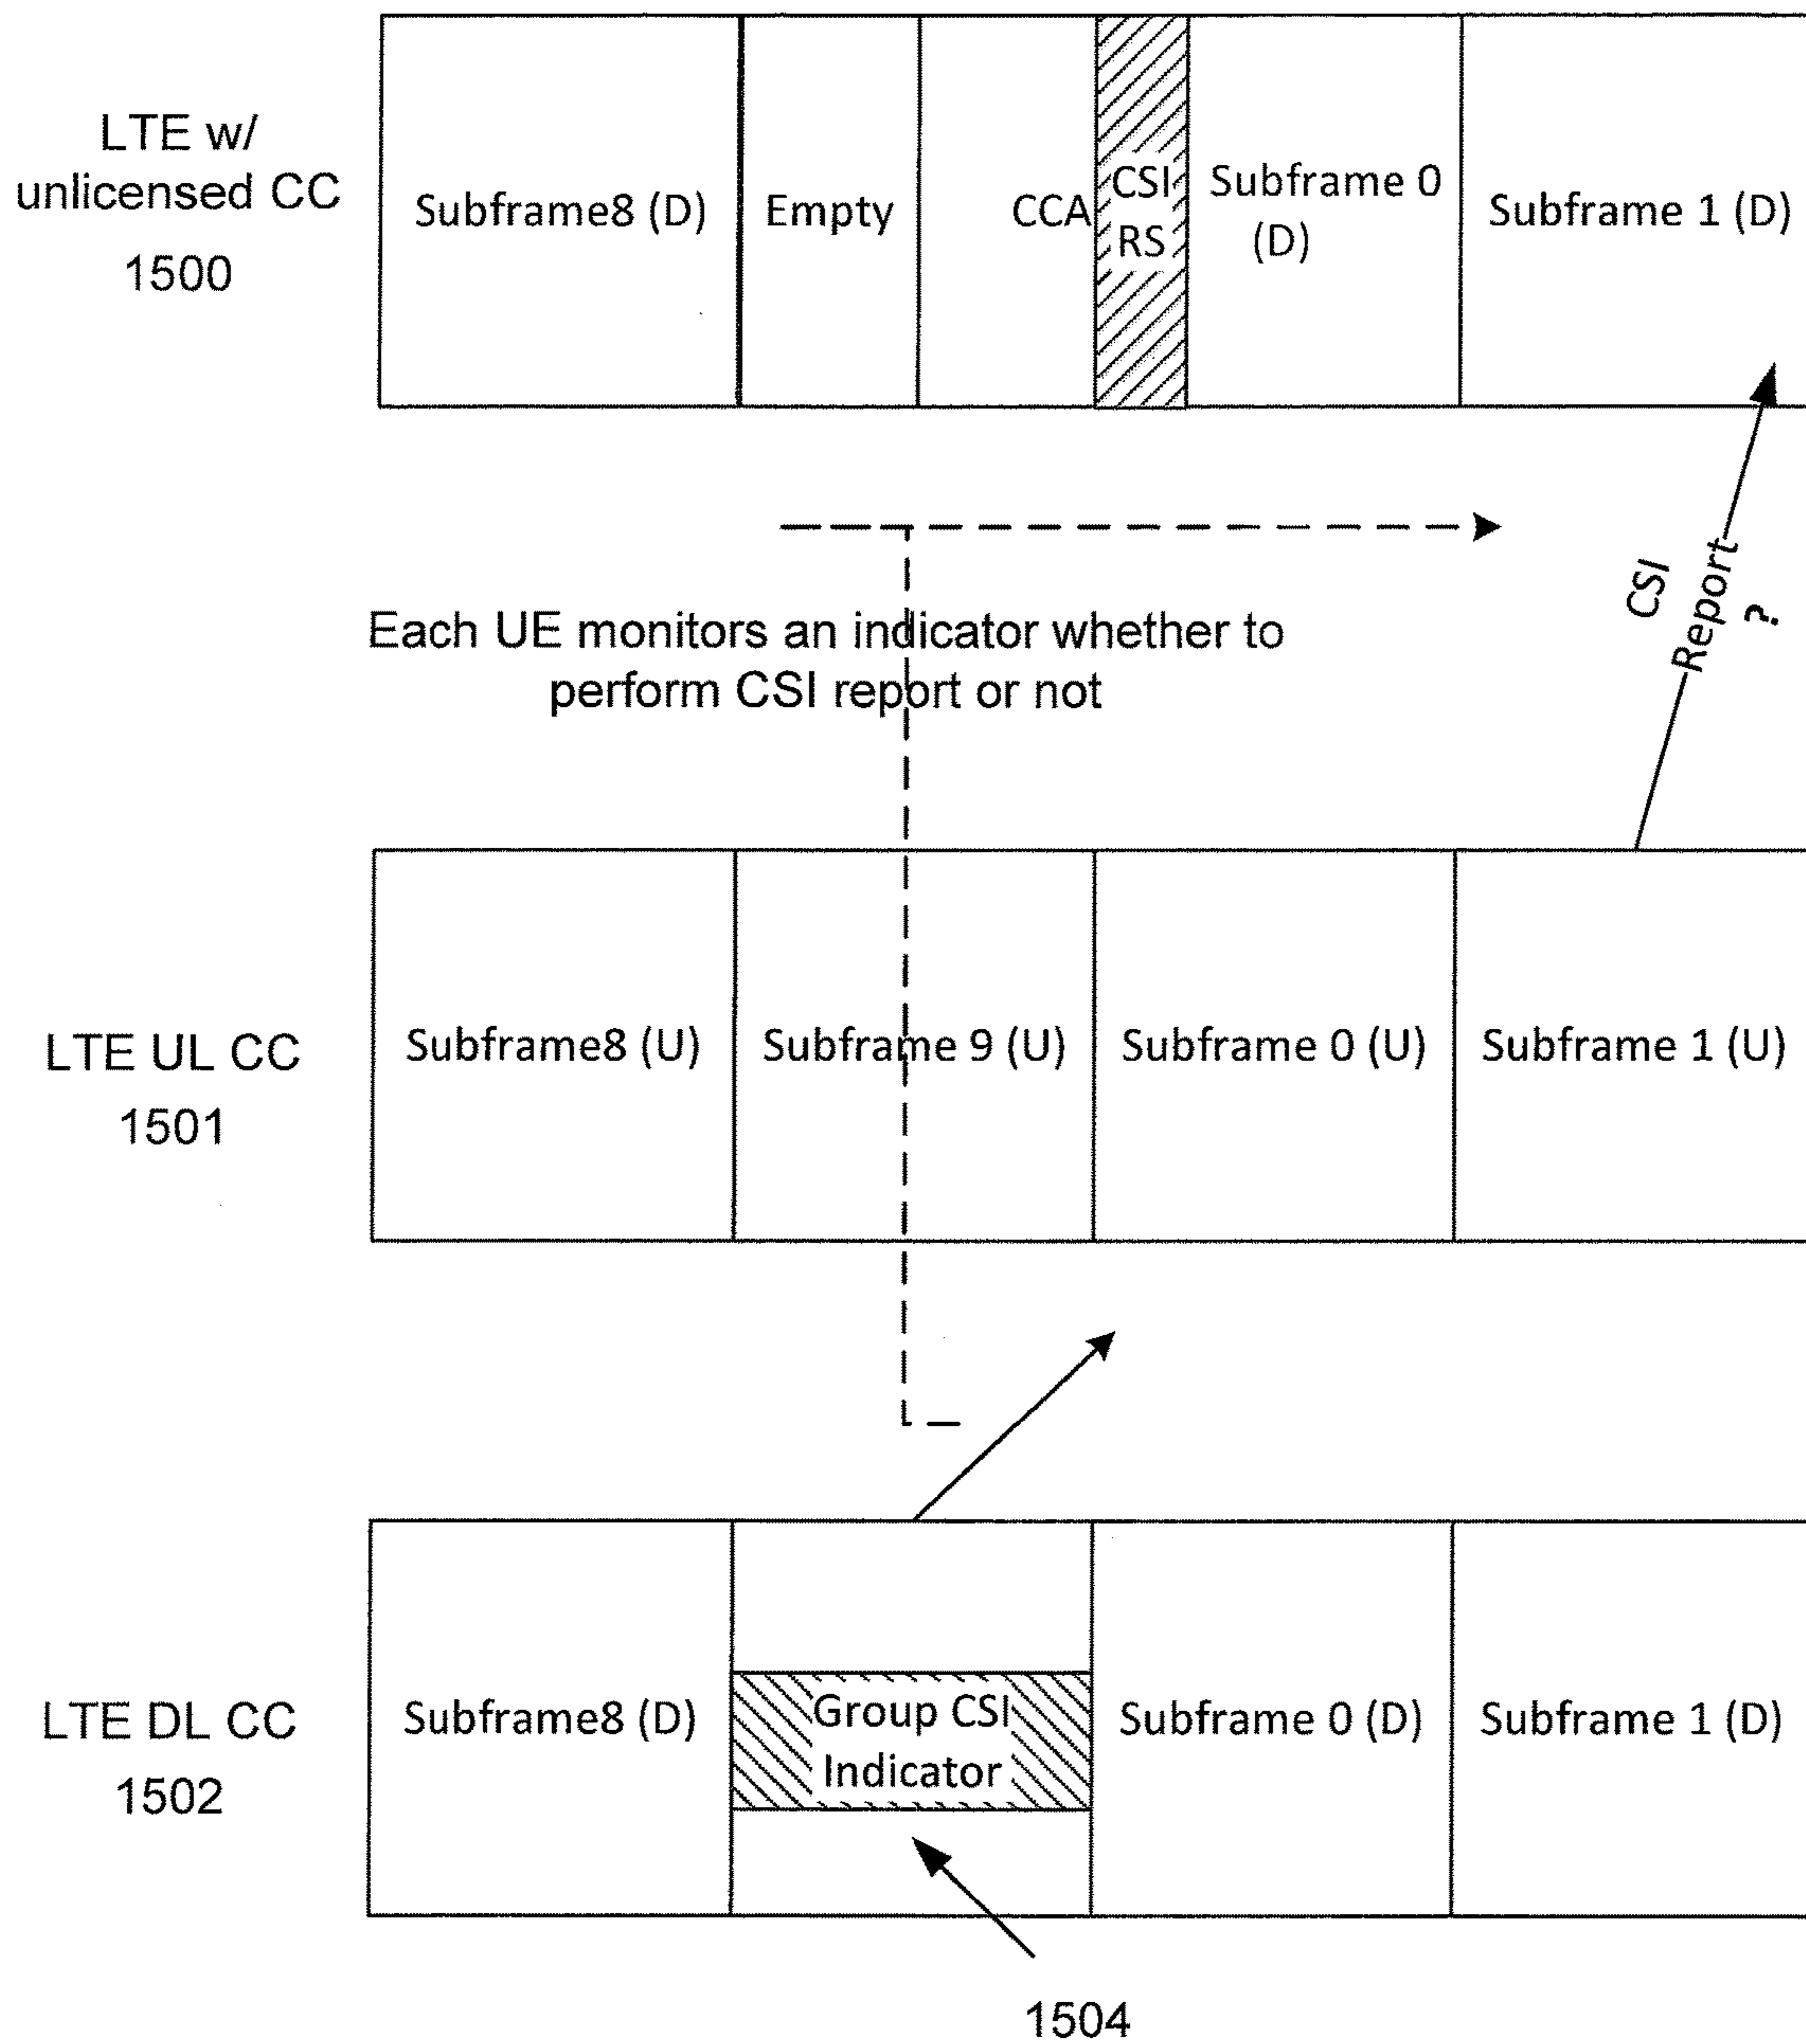 LTE w/
unlicensed CC
1500
Subframe8 (D)
Empty
CCA
CSI
RS
Subframe 0
(D)
Subframe 1 (D)
CSI
Report
?
Each UE monitors an indicator whether to
perform CSI report or not
LTE UL CC
1501
Subframe8 (U)
Subframe 9 (U)
Subframe 0 (U)
Subframe 1 (U)
LTE DL CC
1502
Subframe8 (D)
Group CSI
Indicator
Subframe 0 (D)
Subframe 1 (D)
1504